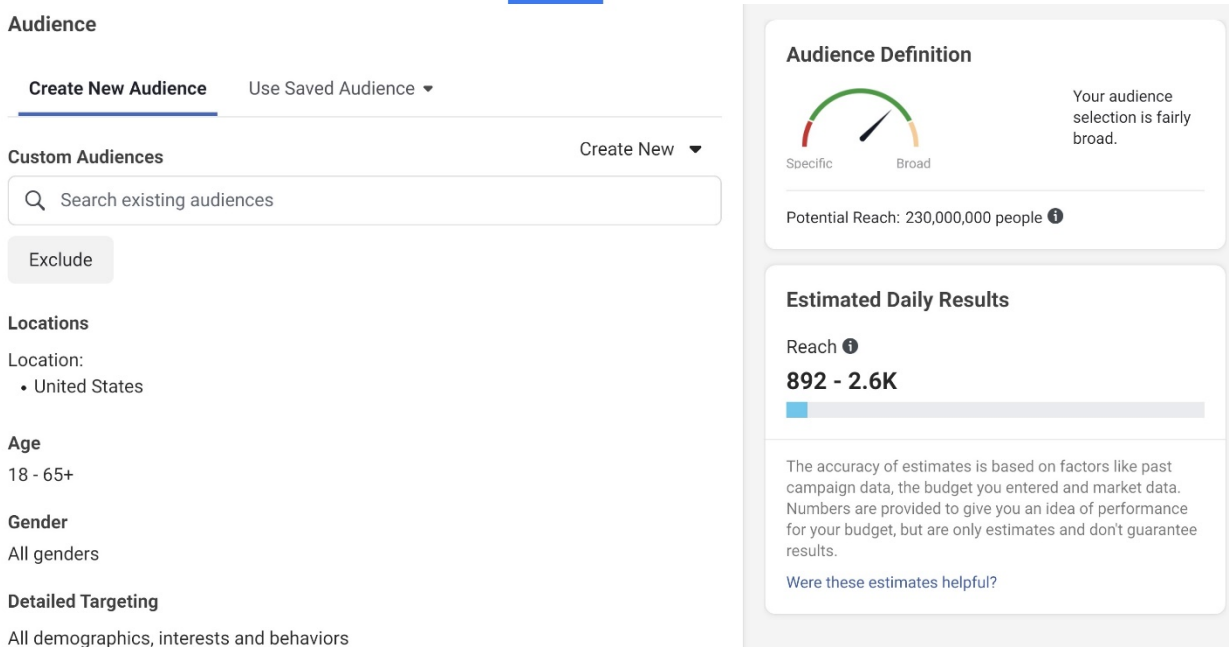 Audience
Create New Audience
Use Saved Audience
Custom Audiences
Create New
Search existing audiences
Exclude
Locations
Location:
• United States
Age
18 - 65+
Gender
All genders
Detailed Targeting
All demographics, interests and behaviors
Audience Definition
Your audience
selection is fairly
broad.
Specific
Broad
Potential Reach: 230,000,000 people
Estimated Daily Results
Reach
892 - 2.6K
The accuracy of estimates is based on factors like past
campaign data, the budget you entered and market data.
Numbers are provided to give you an idea of performance
for your budget, but are only estimates and don't guarantee
results.
Were these estimates helpful?